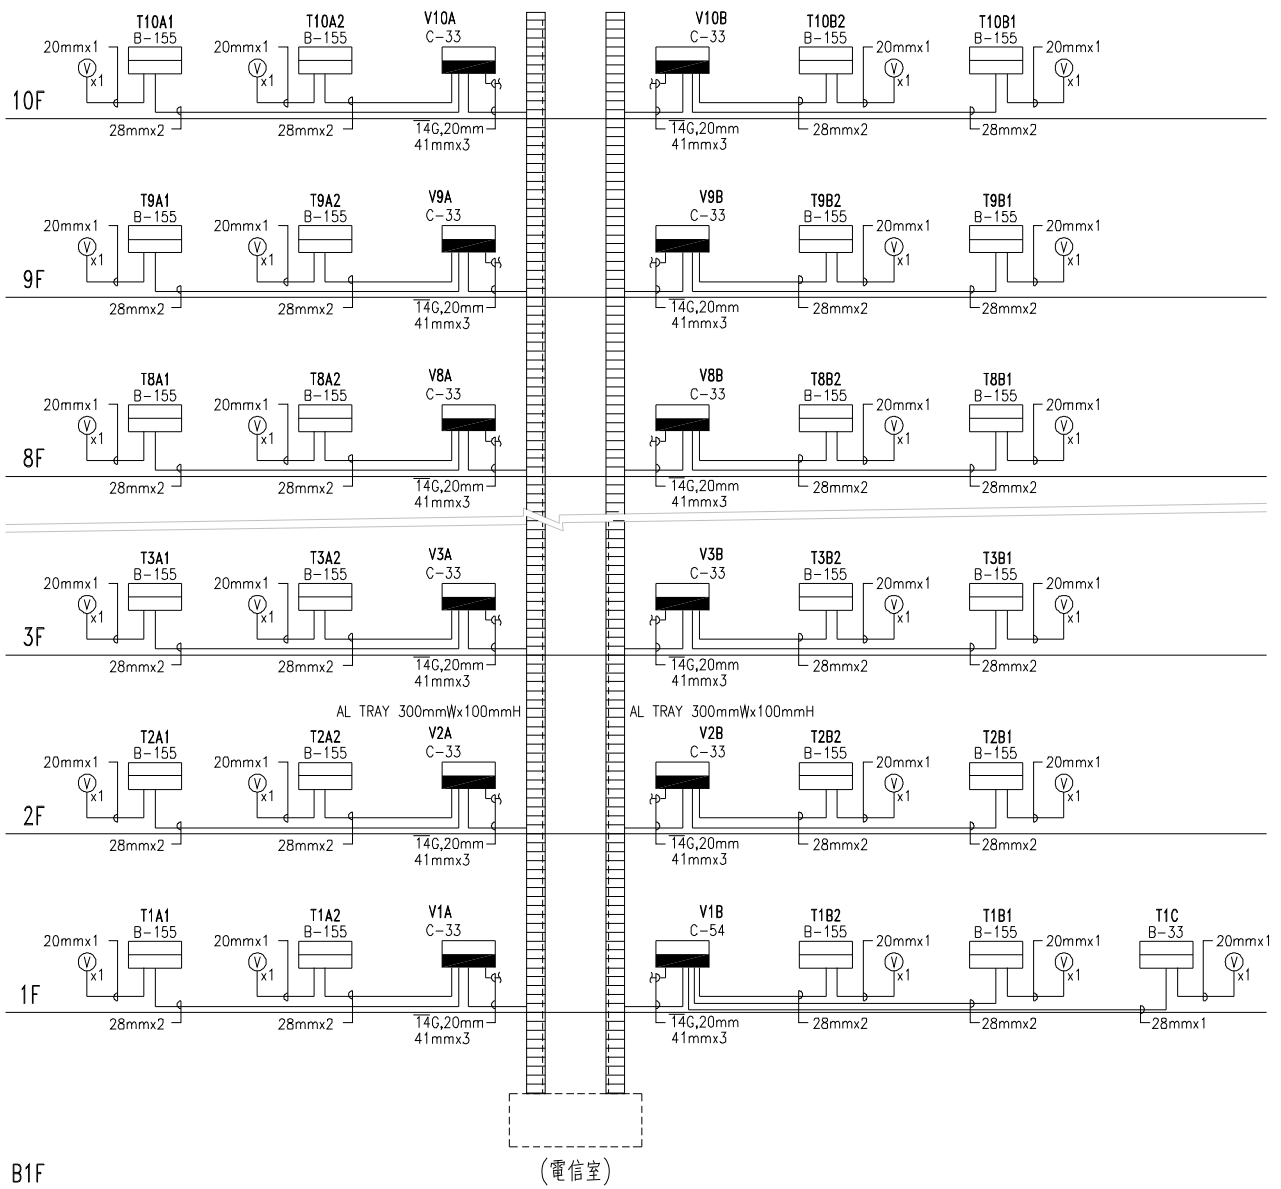 T10A1
B-155
20mmx1
V
x1
28mmx2
T10A2
B-155
20mmx1
V
x1
28mmx2
V10A
C-33
14G,20mm
41mmx3
V10B
C-33
14G,20mm
41mmx3
T10B2
B-155
20mmx1
V
x1
28mmx2
T10B1
B-155
20mmx1
V
x1
28mmx2
10F
T9A1
B-155
20mmx1
V
x1
28mmx2
T9A2
B-155
20mmx1
V
x1
28mmx2
V9A
C-33
14G,20mm
41mmx3
V9B
C-33
14G,20mm
41mmx3
T9B2
B-155
20mmx1
V
x1
28mmx2
T9B1
B-155
20mmx1
V
x1
28mmx2
9F
T8A1
B-155
20mmx1
V
x1
28mmx2
T8A2
B-155
20mmx1
V
x1
28mmx2
V8A
C-33
14G,20mm
41mmx3
V8B
C-33
14G,20mm
41mmx3
T8B2
B-155
20mmx1
V
x1
28mmx2
T8B1
B-155
20mmx1
V
x1
28mmx2
8F
T3A1
B-155
20mmx1
V
x1
28mmx2
T3A2
B-155
20mmx1
V
x1
28mmx2
V3A
C-33
14G,20mm
41mmx3
V3B
C-33
14G,20mm
41mmx3
T3B2
B-155
20mmx1
V
x1
28mmx2
T3B1
B-155
20mmx1
V
x1
28mmx2
3F
AL TRAY 300mmWx100mmH
AL TRAY 300mmWx100mmH
T2A1
B-155
20mmx1
V
x1
28mmx2
T2A2
B-155
20mmx1
V
x1
28mmx2
V2A
C-33
14G,20mm
41mmx3
V2B
C-33
14G,20mm
41mmx3
T2B2
B-155
20mmx1
V
x1
28mmx2
T2B1
B-155
20mmx1
V
x1
28mmx2
2F
T1A1
B-155
20mmx1
V
x1
28mmx2
T1A2
B-155
20mmx1
V
x1
28mmx2
V1A
C-33
14G,20mm
41mmx3
V1B
C-54
14G,20mm
41mmx3
T1B2
B-155
20mmx1
V
x1
28mmx2
T1B1
B-155
20mmx1
V
x1
28mmx2
T1C
B-33
20mmx1
V
x1
28mmx1
1F
(電信室)
B1F